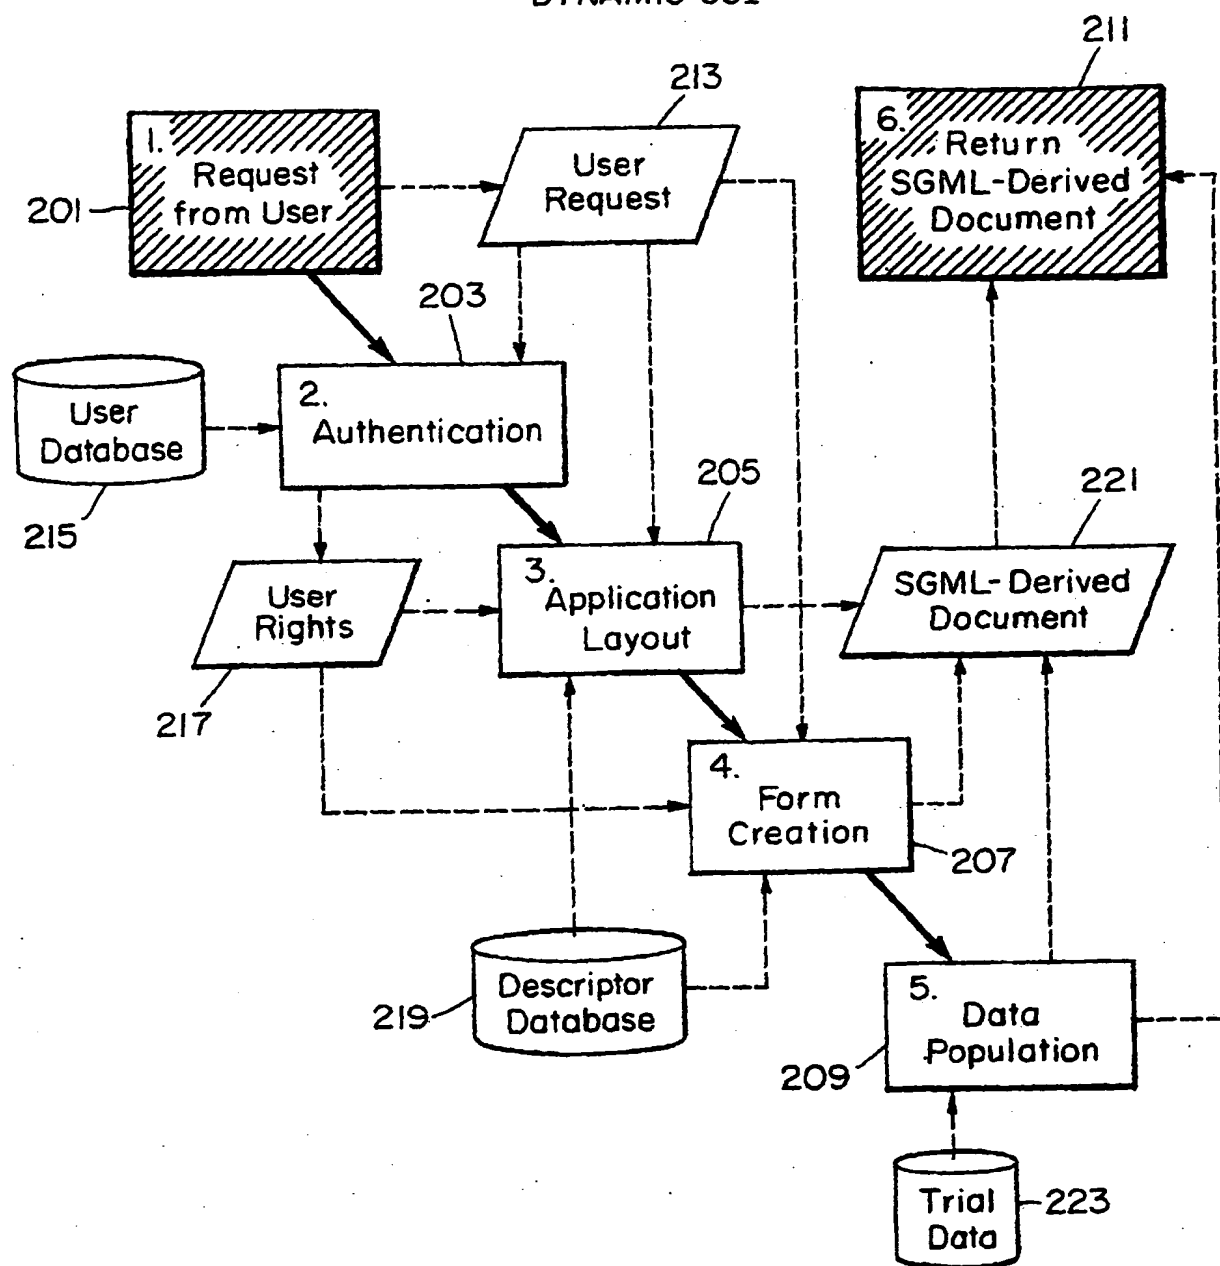 211
213
1.
Request
from User
201
User
Request
6.
Return
SGML-Derived
Document
203
User
Database
215
2.
Authentication
205
221
User
Rights
217
3.
Application
Layout
SGML-Derived
Document
4.
Form
Creation
207
Descriptor
Database
219
5.
Data
Population
209
Trial
Data
223